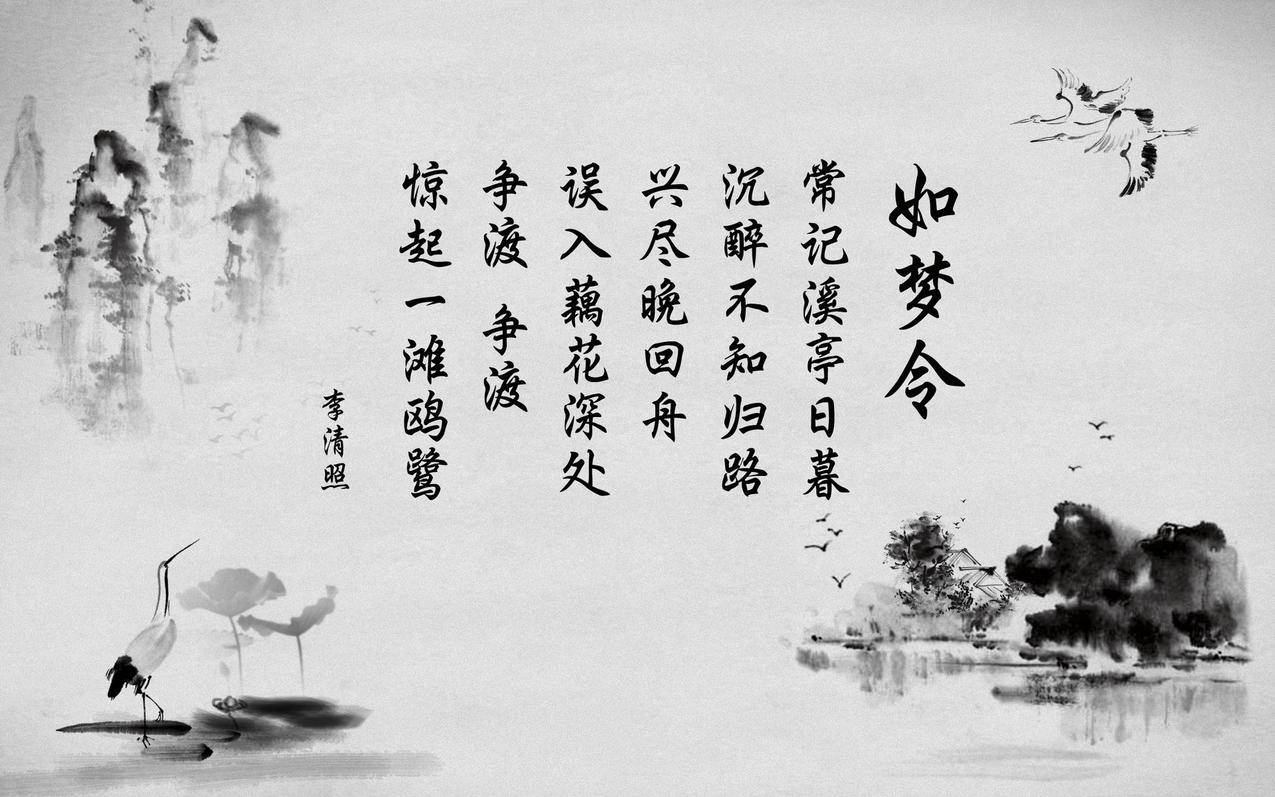 如梦令
常记溪亭日暮
沉醉不知归路
兴尽晚回舟
误入藕花深处
争渡 争渡
惊起一滩鸥鹭
李清照